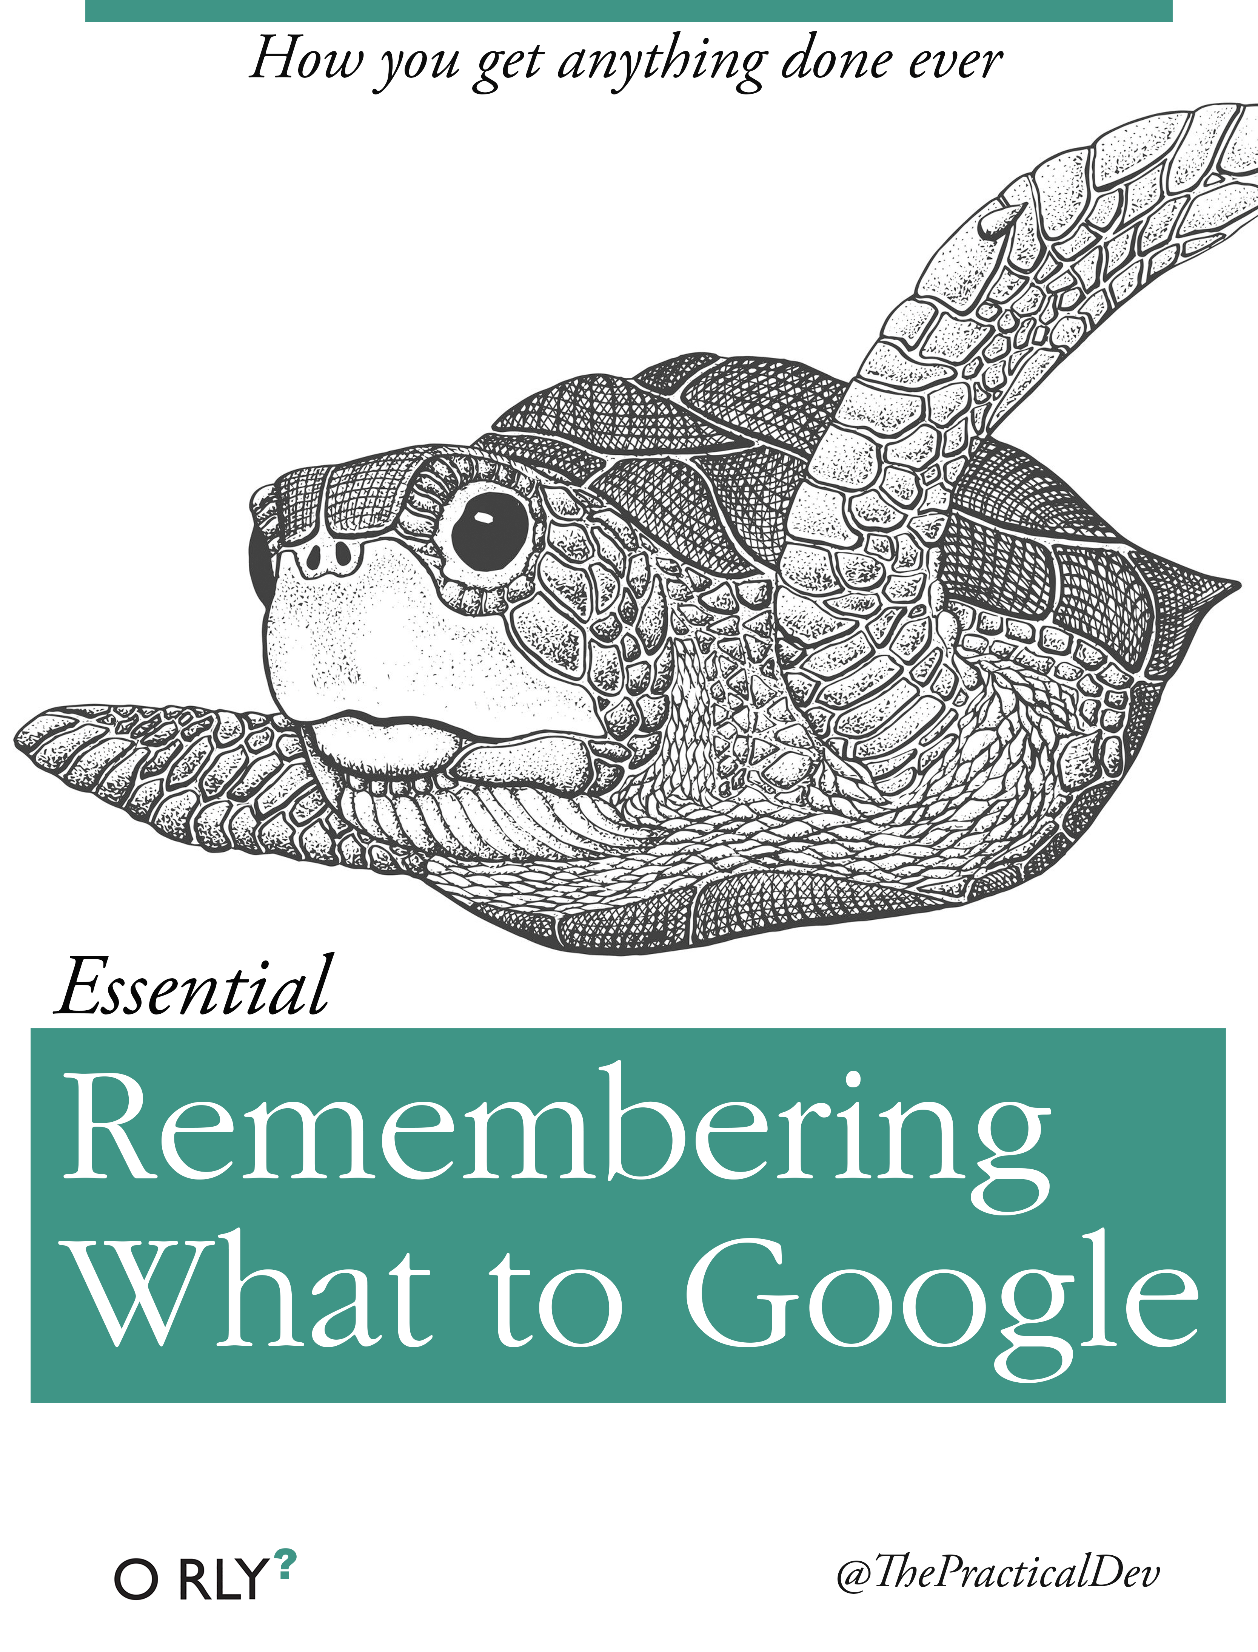 How you get anything done ever
Essential
Remembering
What to Google
O RLY?
@ThePracticalDev